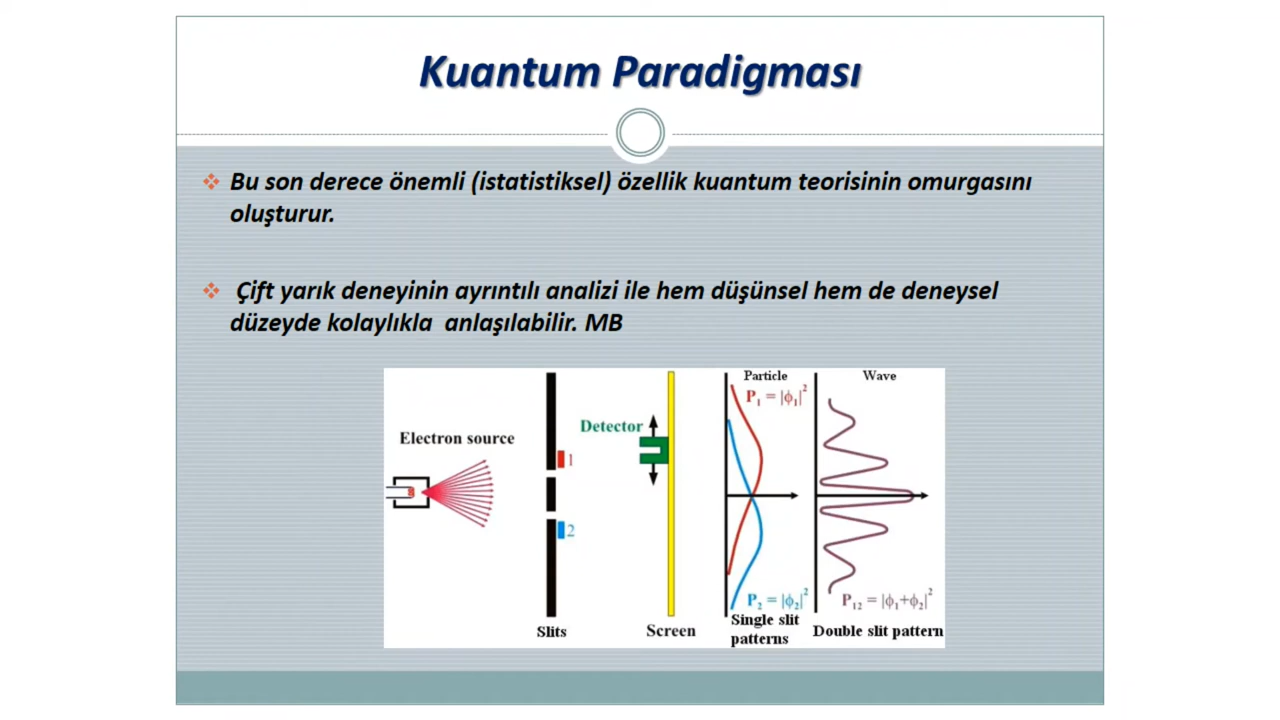 Kuantum Paradigması
Bu son derece önemli (istatistiksel) özellik kuantum teorisinin omurgasını
oluşturur.
Çift yarık deneyinin ayrıntılı analizi ile hem düşünsel hem de deneysel
düzeyde kolaylıkla anlaşılabilir. MB
Electron source
1
2
Slits
Detector
Screen
Particle
P₁ = |ϕ₁|²
P₂ = |ϕ₂|²
Single slit
patterns
Wave
P₁₂ = |ϕ₁+ϕ₂|²
Double slit pattern